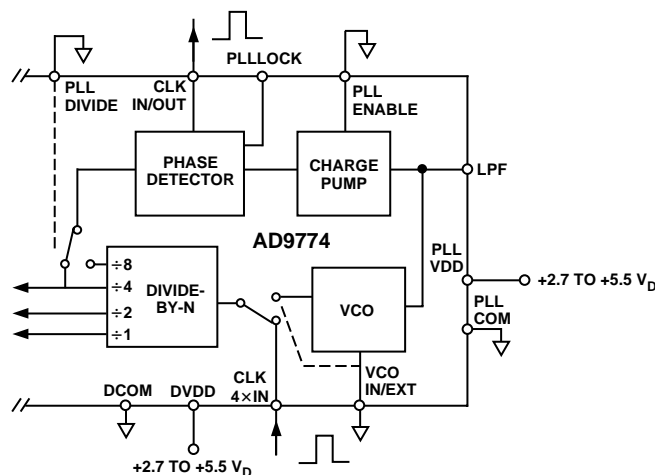 PLL
DIVIDE
CLK
IN/OUT
PLLLOCK
PLL
ENABLE
PHASE
DETECTOR
CHARGE
PUMP
LPF
AD9774
PLL
VDD
+2.7 TO +5.5 V_D
÷8
÷4
÷2
÷1
DIVIDE-
BY-N
VCO
PLL
COM
DCOM
DVDD
CLK
4×IN
VCO
IN/EXT
+2.7 TO +5.5 V_D